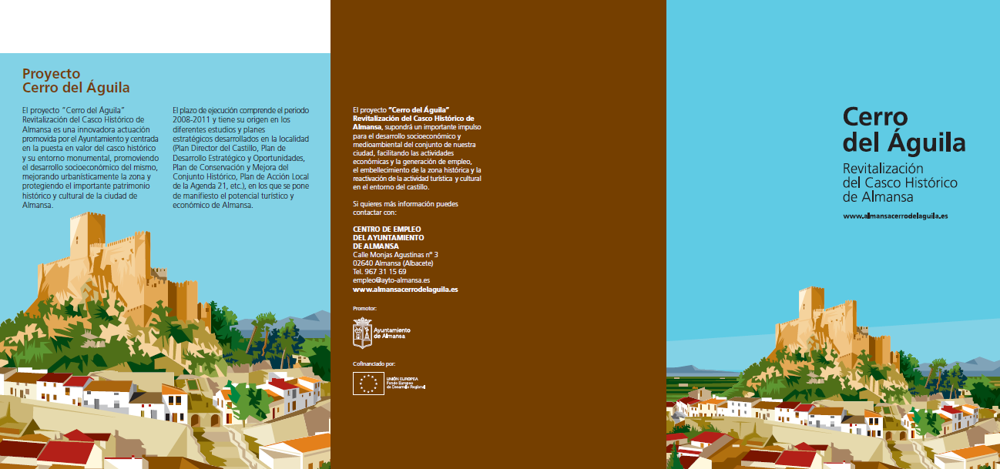 Proyecto
Cerro del Águila
El proyecto “Cerro del Águila”
Revitalización del Casco Histórico de
Almansa es una innovadora actuación
promovida por el Ayuntamiento y centrada
en la puesta en valor del casco histórico
y su entorno monumental, promoviendo
el desarrollo socioeconómico del mismo,
mejorando urbanísticamente la zona y
protegiendo el importante patrimonio
histórico y cultural de la ciudad de
Almansa.
El plazo de ejecución comprende el periodo
2008-2011 y tiene su origen en los
diferentes estudios y planes
estratégicos desarrollados en la localidad
(Plan Director del Castillo, Plan de
Desarrollo Estratégico y Oportunidades,
Plan de Conservación y Mejora del
Conjunto Histórico, Plan de Acción Local
de la Agenda 21, etc.), en los que se pone
de manifiesto el potencial turístico y
económico de Almansa.
El proyecto “Cerro del Águila”
Revitalización del Casco Histórico de
Almansa, supondrá un importante impulso
para el desarrollo socioeconómico y
medioambiental del conjunto de nuestra
ciudad, facilitando las actividades
económicas y la generación de empleo,
el embellecimiento de la zona histórica y la
reactivación de la actividad turística y cultural
en el entorno del castillo.
Si quieres más información puedes
contactar con:
CENTRO DE EMPLEO
DEL AYUNTAMIENTO
DE ALMANSA
Calle Monjas Agustinas nº 3
02640 Almansa (Albacete)
Tel. 967 31 15 69
empleo@ayto-almansa.es
www.almansacerrodelaguila.es
Promotor:
Ayuntamiento
de Almansa
Cofinanciado por:
UNIÓN EUROPEA
Fondo Europeo
de Desarrollo Regional
Cerro
del Águila
Revitalización
del Casco Histórico
de Almansa
www.almansacerrodelaguila.es